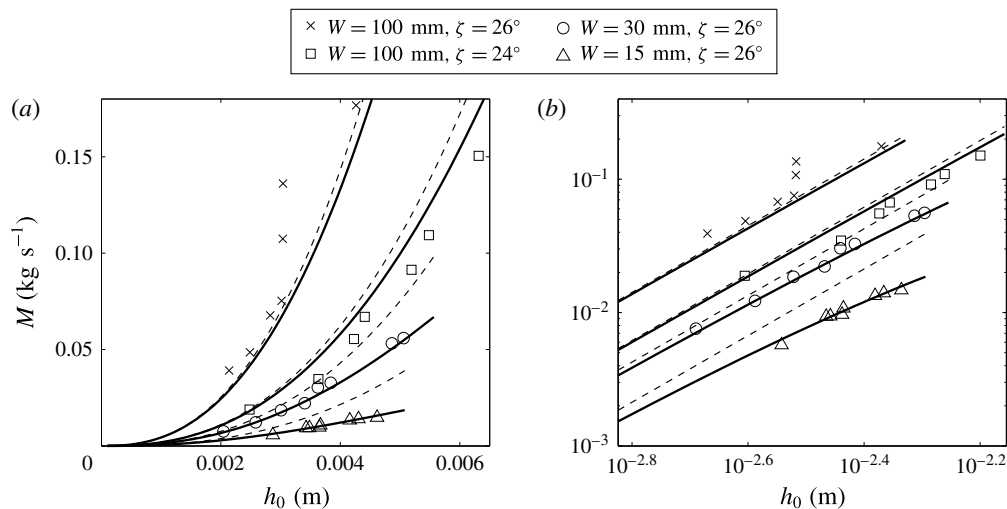 W = 100 mm, ζ = 26° W = 30 mm, ζ = 26°
W = 100 mm, ζ = 24° W = 15 mm, ζ = 26°
(a) (b)
0.15
0.10
0.05
M (kg s⁻¹)
10⁻¹
10⁻²
10⁻³
0 0.002 0.004 0.006
10⁻²·⁸ 10⁻²·⁶ 10⁻²·⁴ 10⁻²·²
h₀ (m) h₀ (m)